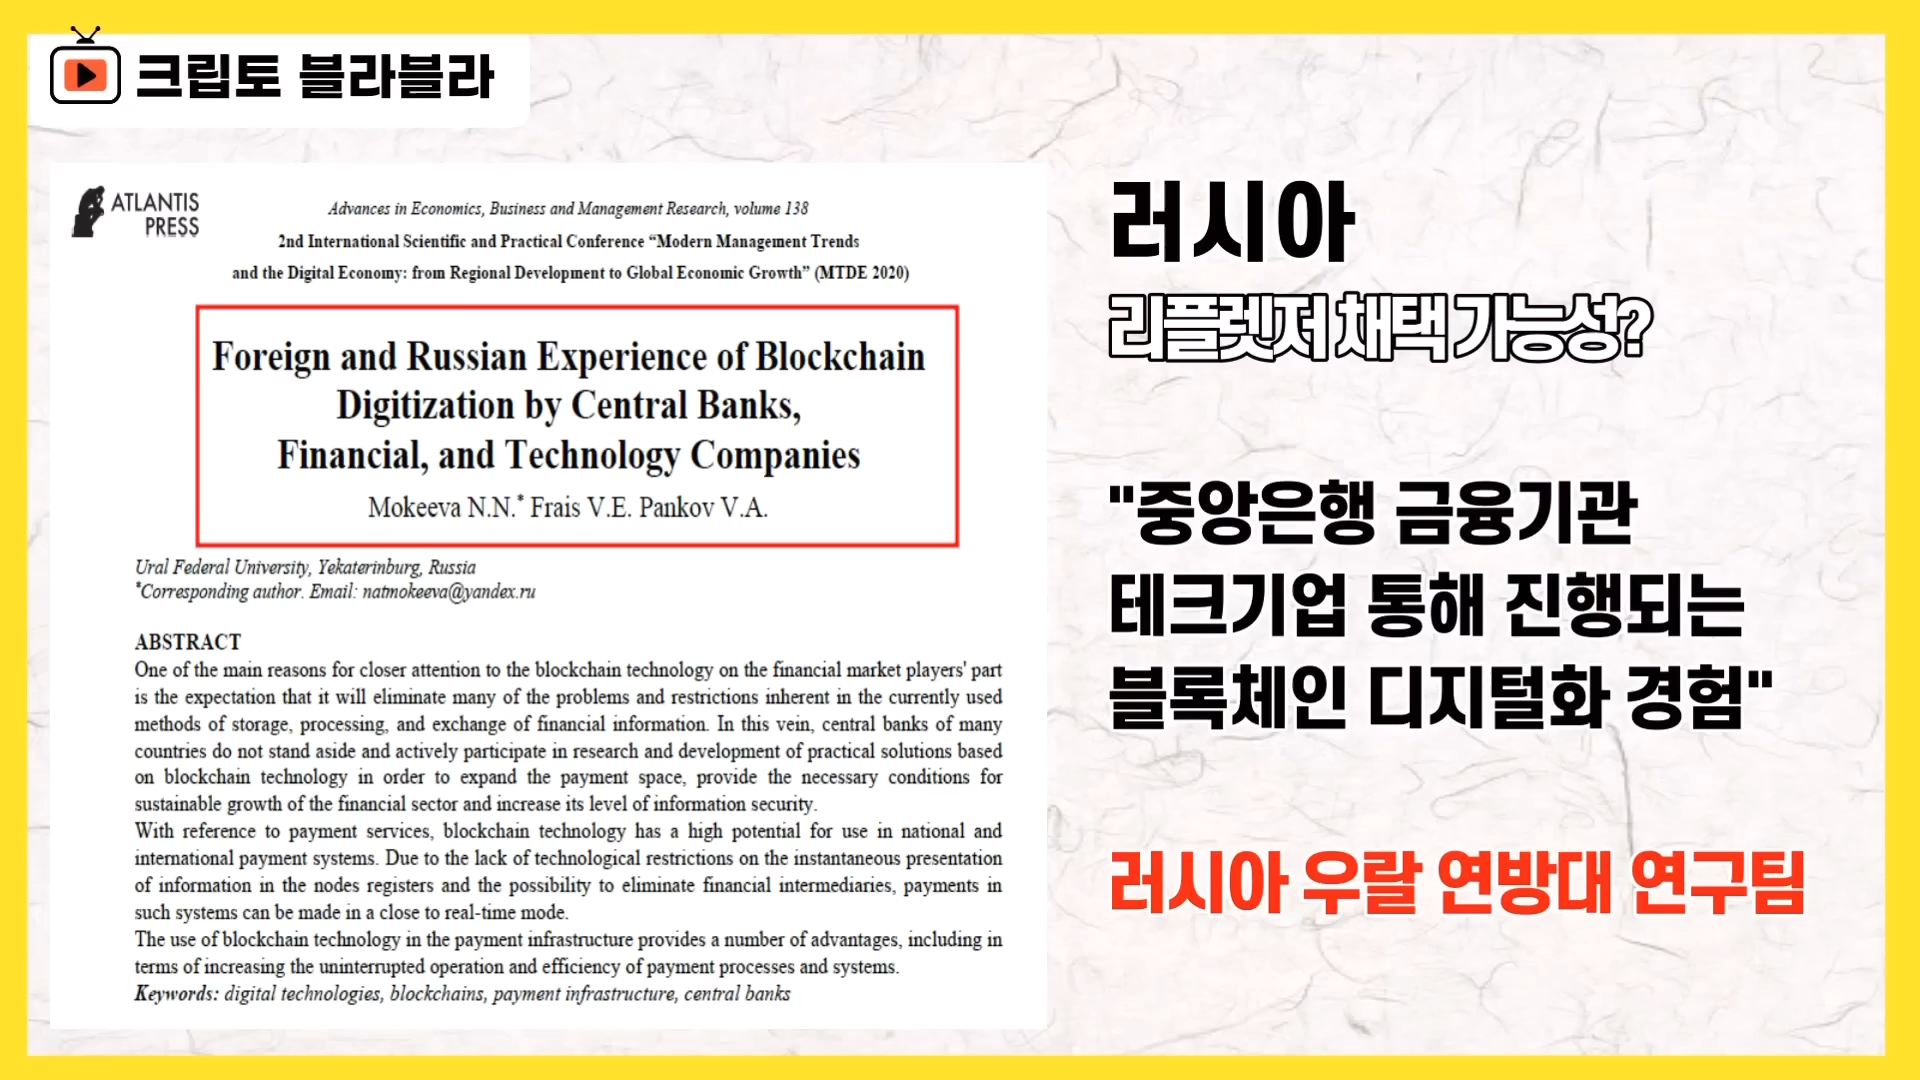 크립토 블라블라
ATLANTIS
PRESS
Advances in Economics, Business and Management Research, volume 138
2nd International Scientific and Practical Conference “Modern Management Trends
and the Digital Economy: from Regional Development to Global Economic Growth” (MTDE 2020)
Foreign and Russian Experience of Blockchain
Digitization by Central Banks,
Financial, and Technology Companies
Mokeeva N.N.* Frais V.E. Pankov V.A.
Ural Federal University, Yekaterinburg, Russia
*Corresponding author. Email: natmokeeva@yandex.ru
ABSTRACT
One of the main reasons for closer attention to the blockchain technology on the financial market players' part
is the expectation that it will eliminate many of the problems and restrictions inherent in the currently used
methods of storage, processing, and exchange of financial information. In this vein, central banks of many
countries do not stand aside and actively participate in research and development of practical solutions based
on blockchain technology in order to expand the payment space, provide the necessary conditions for
sustainable growth of the financial sector and increase its level of information security.
With reference to payment services, blockchain technology has a high potential for use in national and
international payment systems. Due to the lack of technological restrictions on the instantaneous presentation
of information in the nodes registers and the possibility to eliminate financial intermediaries, payments in
such systems can be made in a close to real-time mode.
The use of blockchain technology in the payment infrastructure provides a number of advantages, including in
terms of increasing the uninterrupted operation and efficiency of payment processes and systems.
Keywords: digital technologies, blockchains, payment infrastructure, central banks
러시아
리플렛저 채택 가능성?
"중앙은행 금융기관
테크기업 통해 진행되는
블록체인 디지털화 경험"
러시아 우랄 연방대 연구팀